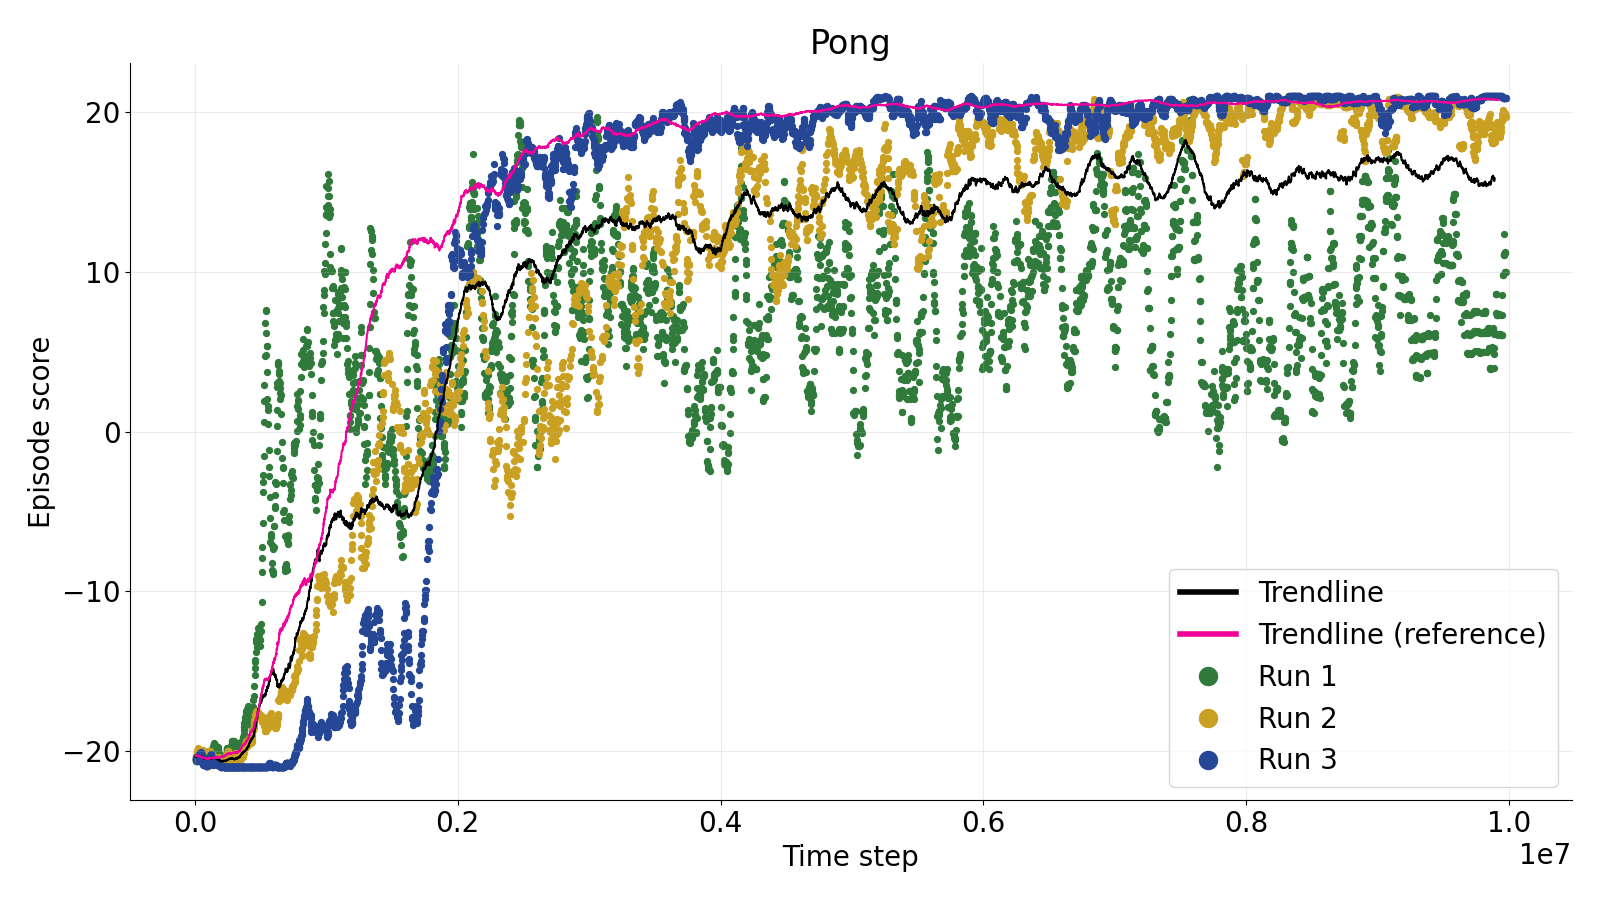 Pong
Episode score
20
10
0
−10
−20
0.0
0.2
0.4
0.6
0.8
1.0
1e7
Time step
Trendline
Trendline (reference)
Run 1
Run 2
Run 3